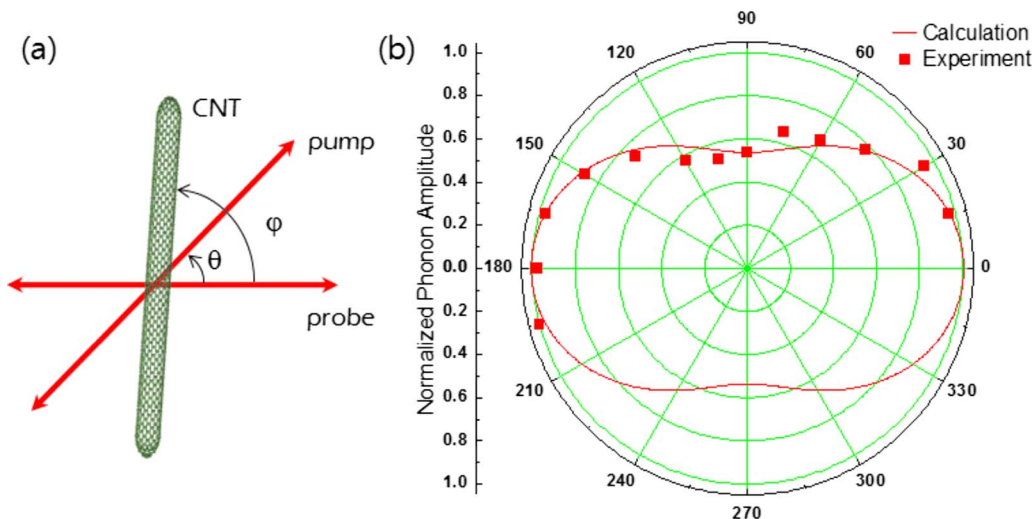 (a)
CNT
pump
φ
θ
probe
(b)
Normalized Phonon Amplitude
1.0
0.8
0.6
0.4
0.2
0.0
0.2
0.4
0.6
0.8
1.0
90
120
60
150
30
180
0
210
330
240
300
270
Calculation
Experiment